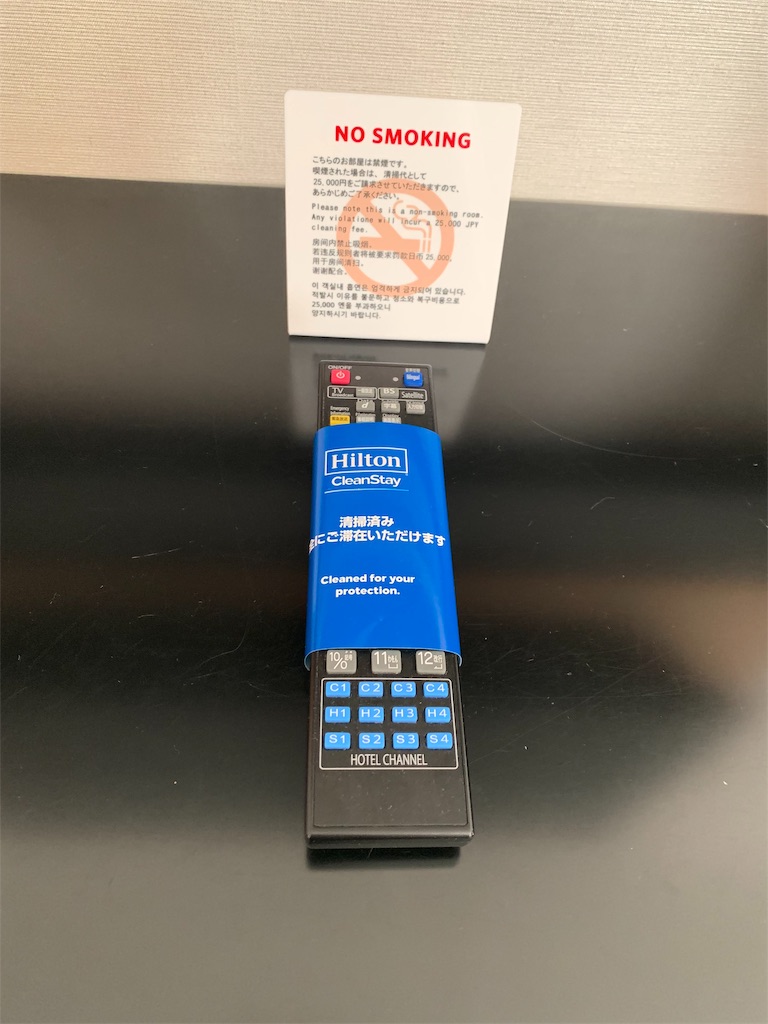 NO SMOKING
こちらのお部屋は禁煙です。
喫煙された場合は、清掃代として
25,000円をご請求させていただきますので、
あらかじめご了承ください。
Please note this is a non-smoking room.
Any violations will incur a 25,000 JPY
cleaning fee.
房间内禁止吸烟。
若违反规则者将被要求罚款日币25,000,
用于房间清扫。
谢谢配合。
이 객실내 흡연은 엄격하게 금지되어 있습니다.
적발시 이유를 불문하고 청소와 복구비용으로
25,000 엔을 부과하오니
양지하시기 바랍니다.
ON/OFF
Bilingual
TV
Broadcast
BS
Satellite
Emergency
d
字幕
Hilton
CleanStay
清掃済み
にご滞在いただけます
Cleaned for your
protection.
10/0
11
12
C1 C2 C3 C4
H1 H2 H3 H4
S1 S2 S3 S4
HOTEL CHANNEL